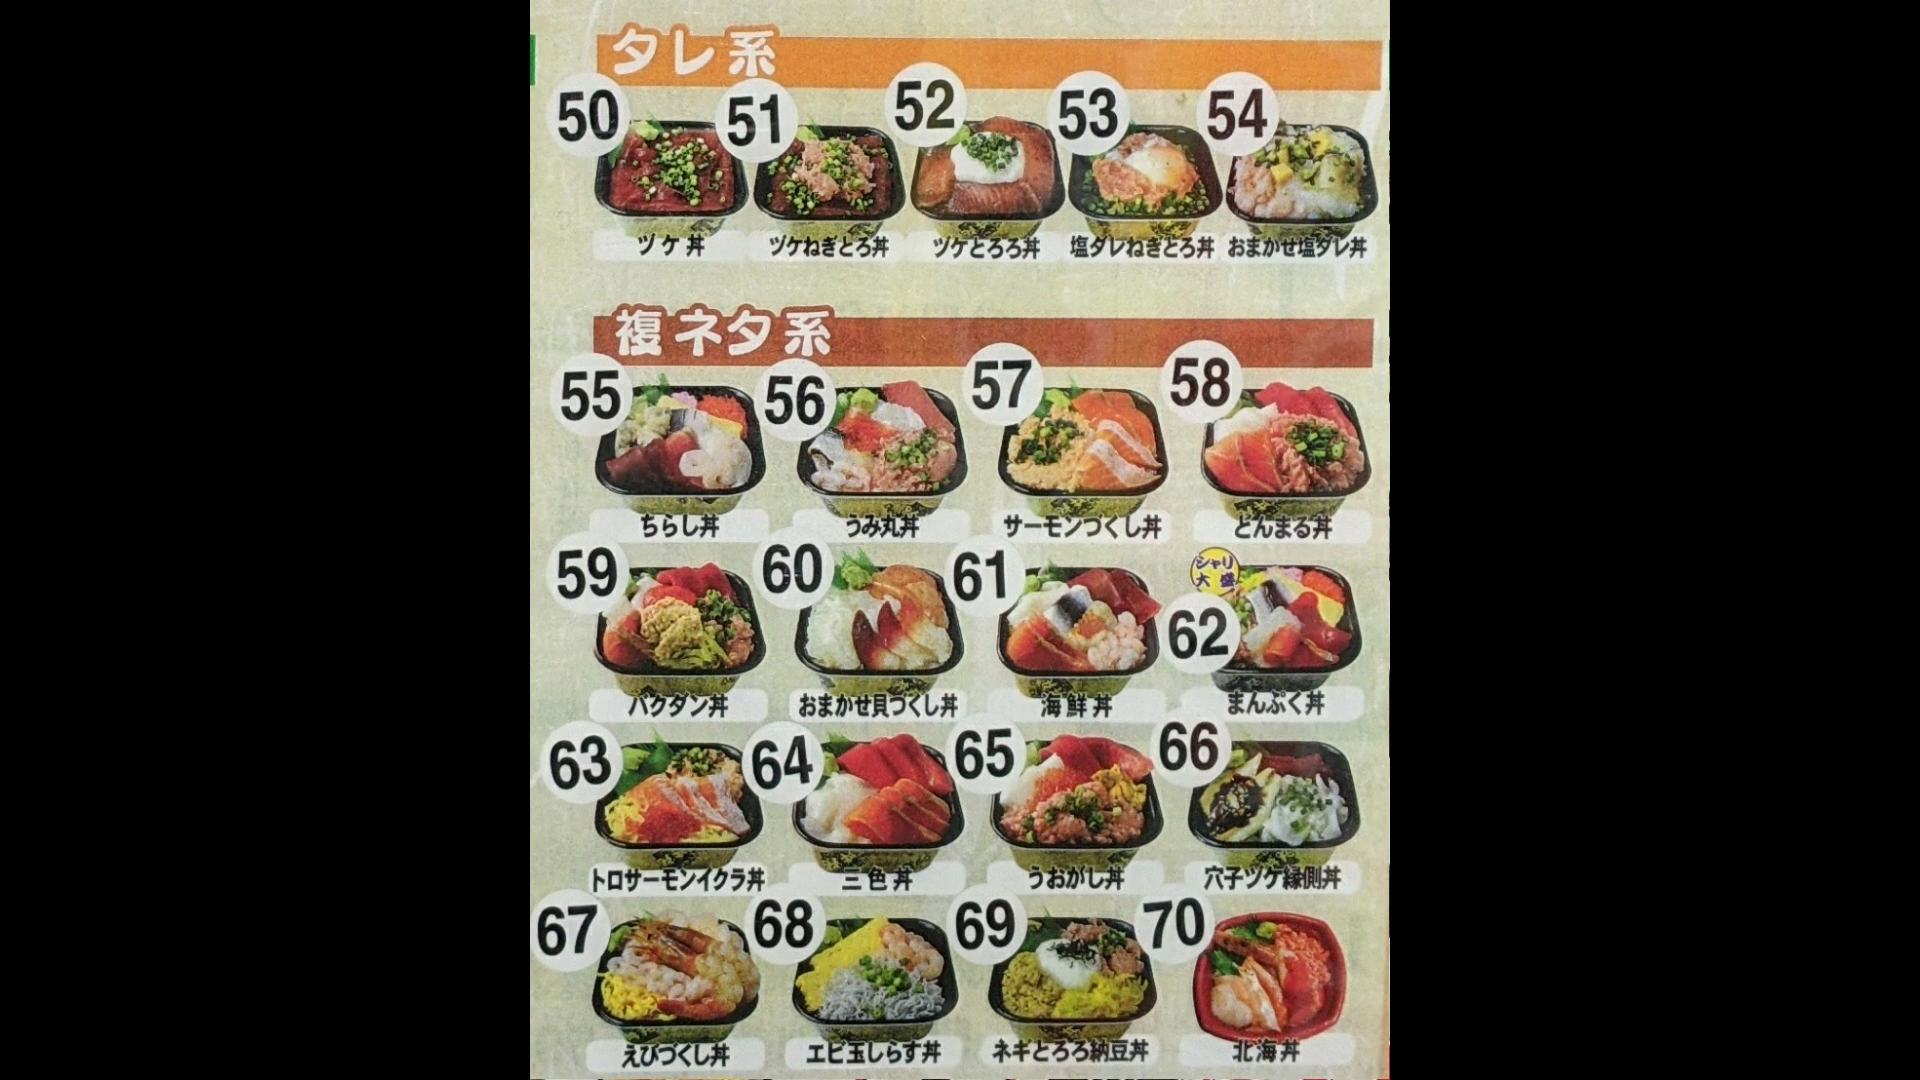 タレ系
50 51 52 53 54
ヅケ丼 ヅケねぎとろ丼 ヅケとろろ丼 塩ダレねぎとろ丼 おまかせ塩ダレ丼
複ネタ系
55 56 57 58
ちらし丼 うみ丸丼 サーモンづくし丼 どんまる丼
シャリ
大盛
59 60 61 62
バクダン丼 おまかせ貝づくし丼 海鮮丼 まんぷく丼
63 64 65 66
トロサーモンイクラ丼 三色丼 うおがし丼 穴子ヅケ縁側丼
67 68 69 70
えびづくし丼 エビ玉しらす丼 ネギとろろ納豆丼 北海丼